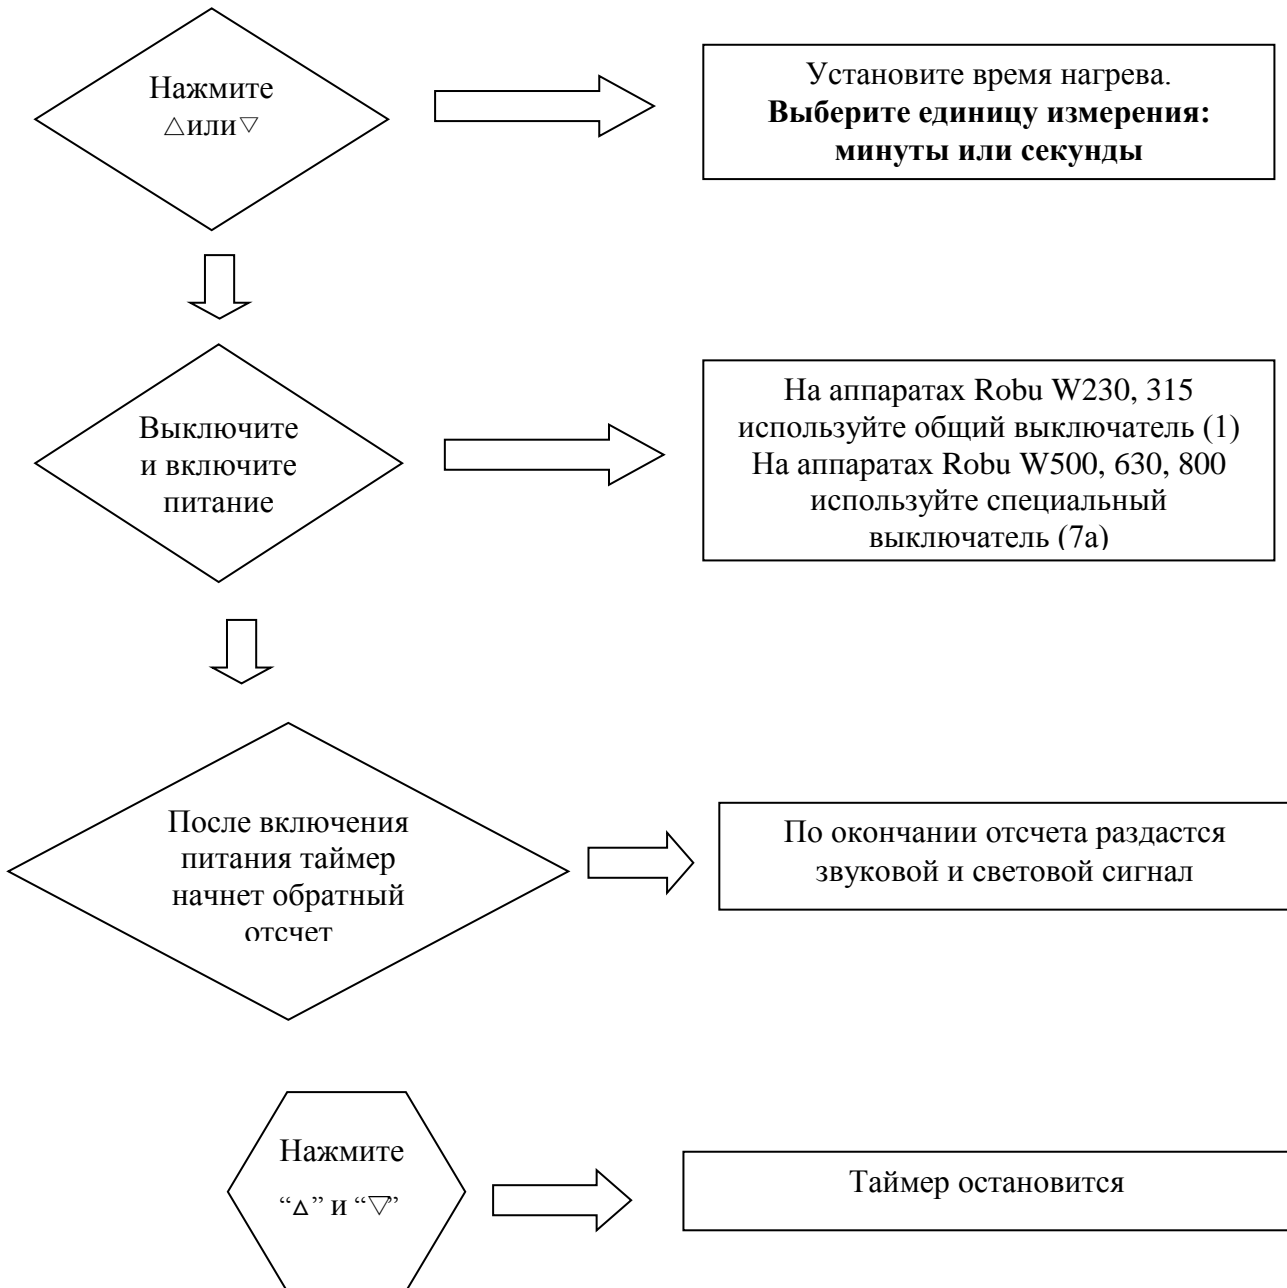 Нажмите
△или▽
Установите время нагрева.
Выберите единицу измерения:
минуты или секунды
Выключите
и включите
питание
На аппаратах Robu W230, 315
используйте общий выключатель (1)
На аппаратах Robu W500, 630, 800
используйте специальный
выключатель (7а)
После включения
питания таймер
начнет обратный
отсчет
По окончании отсчета раздастся
звуковой и световой сигнал
Нажмите
“△” и “▽”
Таймер остановится